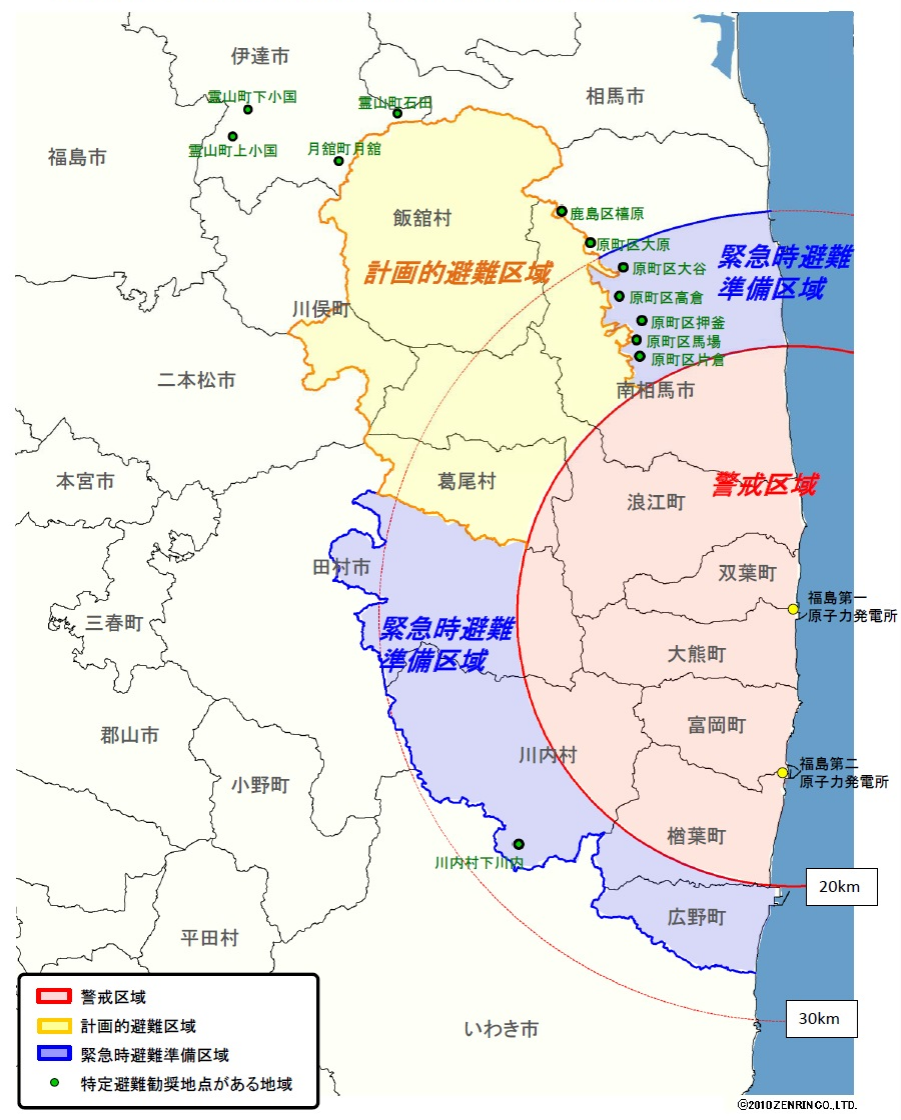 伊達市
霊山町下小国
霊山町石田
相馬市
霊山町上小国
月舘町月舘
福島市
飯舘村
鹿島区橲原
原町区大原
計画的避難区域
原町区大谷
緊急時避難
準備区域
原町区高倉
川俣町
原町区押釜
原町区馬場
原町区片倉
二本松市
南相馬市
本宮市
葛尾村
警戒区域
浪江町
田村市
双葉町
福島第一
原子力発電所
三春町
緊急時避難
準備区域
大熊町
郡山市
富岡町
川内村
福島第二
原子力発電所
小野町
楢葉町
川内村下川内
20km
広野町
平田村
警戒区域
計画的避難区域
緊急時避難準備区域
特定避難勧奨地点がある地域
いわき市
30km
©2010ZENRIN CO.,LTD.